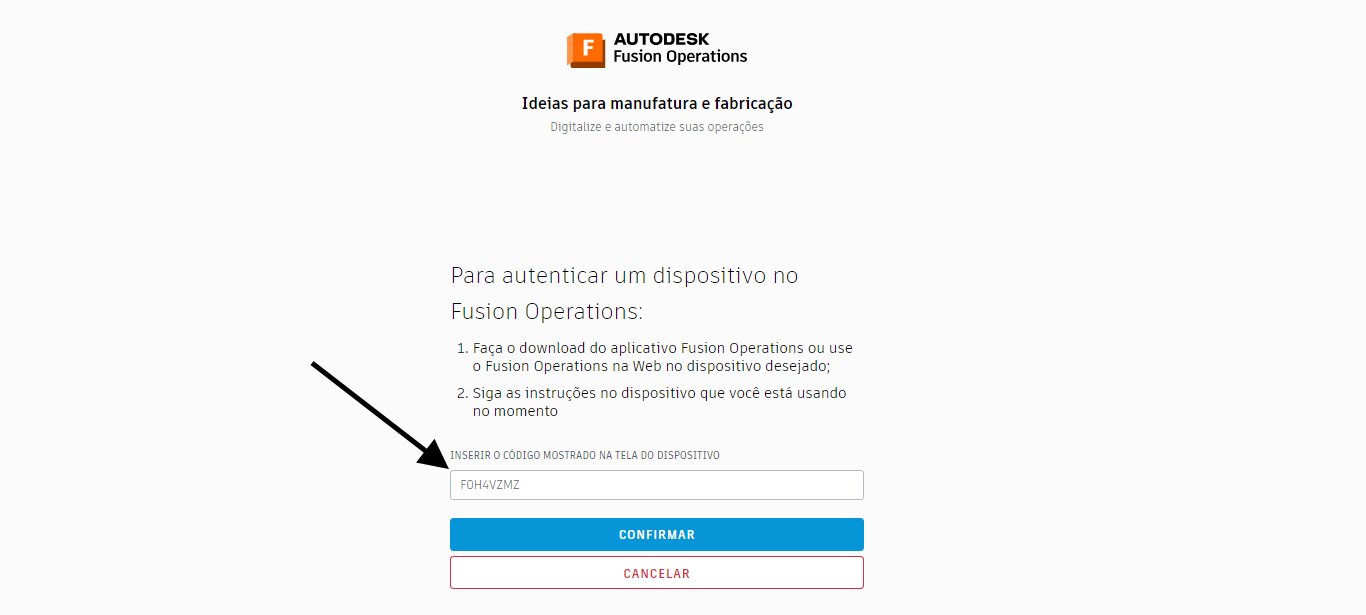 F
AUTODESK
Fusion Operations
Ideias para manufatura e fabricação
Digitalize e automatize suas operações
Para autenticar um dispositivo no
Fusion Operations:
1. Faça o download do aplicativo Fusion Operations ou use
o Fusion Operations na Web no dispositivo desejado;
2. Siga as instruções no dispositivo que você está usando
no momento
INSERIR O CÓDIGO MOSTRADO NA TELA DO DISPOSITIVO
F0H4VZMZ
CONFIRMAR
CANCELAR